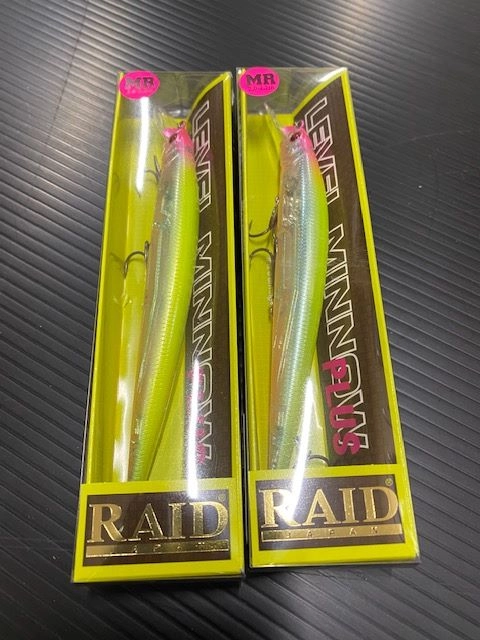 MR
LEVEL MINNOW
RAID
JAPAN
MR
LEVEL MINNOW
PLUS
RAID
JAPAN